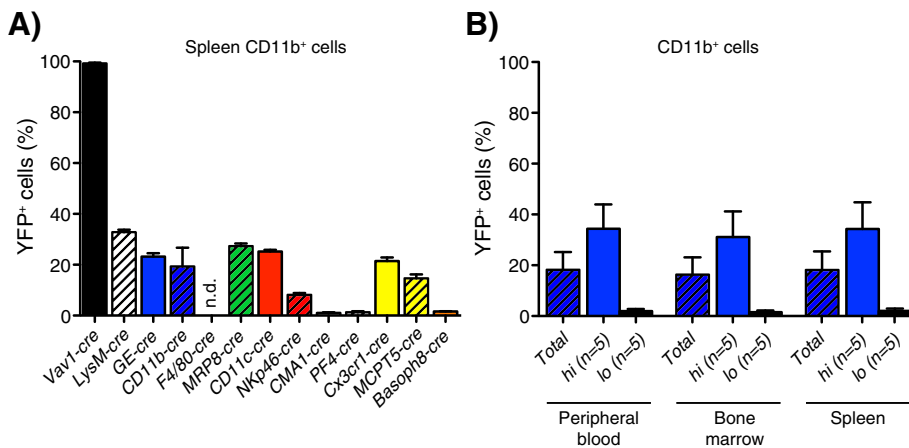 A)
Spleen CD11b⁺ cells
YFP⁺ cells (%)
100
80
60
40
20
0
n.d.
Vav1-cre
LysM-cre
GE-cre
CD11b-cre
F4/80-cre
MRP8-cre
CD11c-cre
NKp46-cre
CMA1-cre
PF4-cre
Cx3cr1-cre
MCPT5-cre
Basoph8-cre
B)
CD11b⁺ cells
YFP⁺ cells (%)
100
80
60
40
20
0
Total
hi (n=5)
lo (n=5)
Total
hi (n=5)
lo (n=5)
Total
hi (n=5)
lo (n=5)
Peripheral
blood
Bone
marrow
Spleen